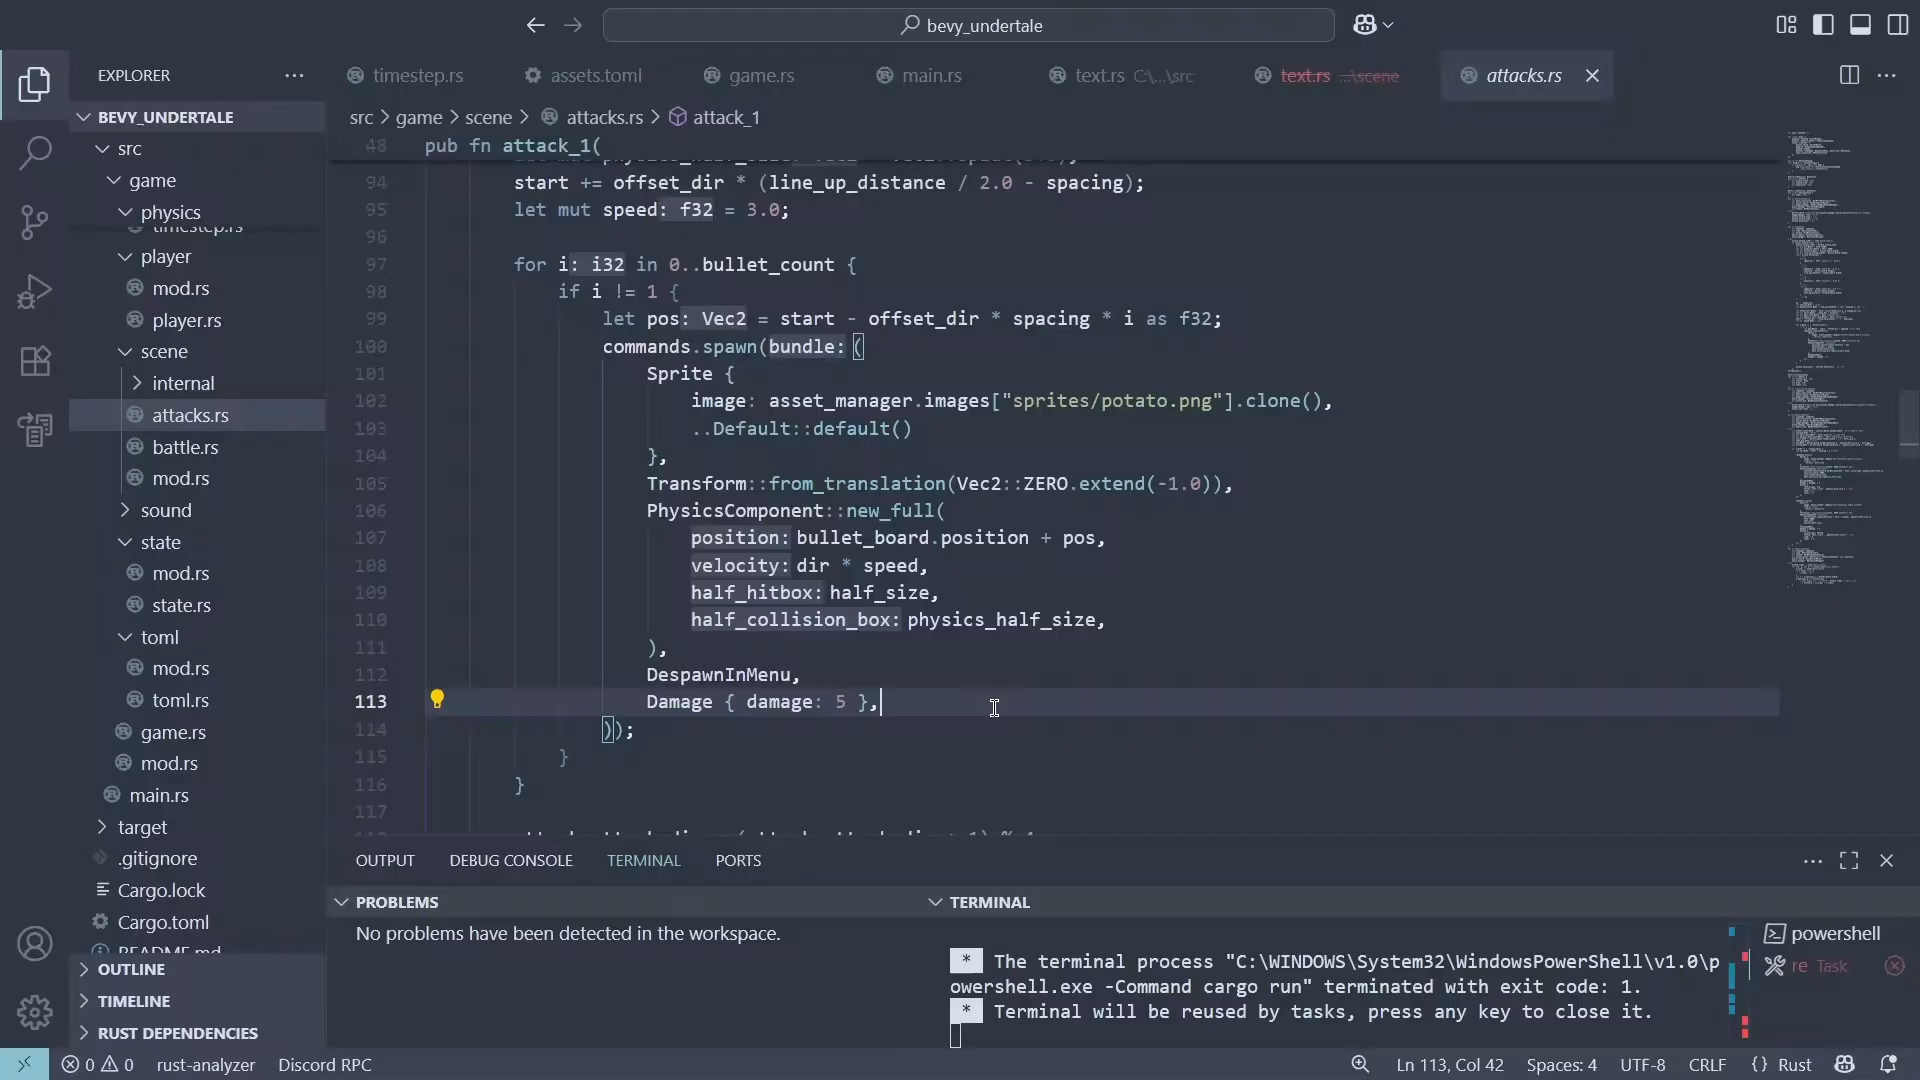 bevy_undertale
EXPLORER
BEVY_UNDERTALE
src
game
physics
timestep.rs
player
mod.rs
player.rs
scene
internal
attacks.rs
battle.rs
mod.rs
sound
state
mod.rs
state.rs
toml
mod.rs
toml.rs
game.rs
mod.rs
main.rs
target
.gitignore
Cargo.lock
Cargo.toml
README.md
OUTLINE
TIMELINE
RUST DEPENDENCIES
timestep.rs
assets.toml
game.rs
main.rs
text.rs C:\...\src
text.rs ...\scene
attacks.rs
src > game > scene > attacks.rs > attack_1
48 pub fn attack_1(
94 start += offset_dir * (line_up_distance / 2.0 - spacing);
95 let mut speed: f32 = 3.0;
96
97 for i: i32 in 0..bullet_count {
98 if i != 1 {
99 let pos: Vec2 = start - offset_dir * spacing * i as f32;
100 commands.spawn(bundle: (
101 Sprite {
102 image: asset_manager.images["sprites/potato.png"].clone(),
103 ..Default::default()
104 },
105 Transform::from_translation(Vec2::ZERO.extend(-1.0)),
106 PhysicsComponent::new_full(
107 position: bullet_board.position + pos,
108 velocity: dir * speed,
109 half_hitbox: half_size,
110 half_collision_box: physics_half_size,
111 ),
112 DespawnInMenu,
113 Damage { damage: 5 },
114 ));
115 }
116 }
117
OUTPUT
DEBUG CONSOLE
TERMINAL
PORTS
PROBLEMS
No problems have been detected in the workspace.
TERMINAL
* The terminal process "C:\WINDOWS\System32\WindowsPowerShell\v1.0\p
owershell.exe -Command cargo run" terminated with exit code: 1.
* Terminal will be reused by tasks, press any key to close it.
powershell
re Task
0 0 rust-analyzer Discord RPC
Ln 113, Col 42 Spaces: 4 UTF-8 CRLF {} Rust